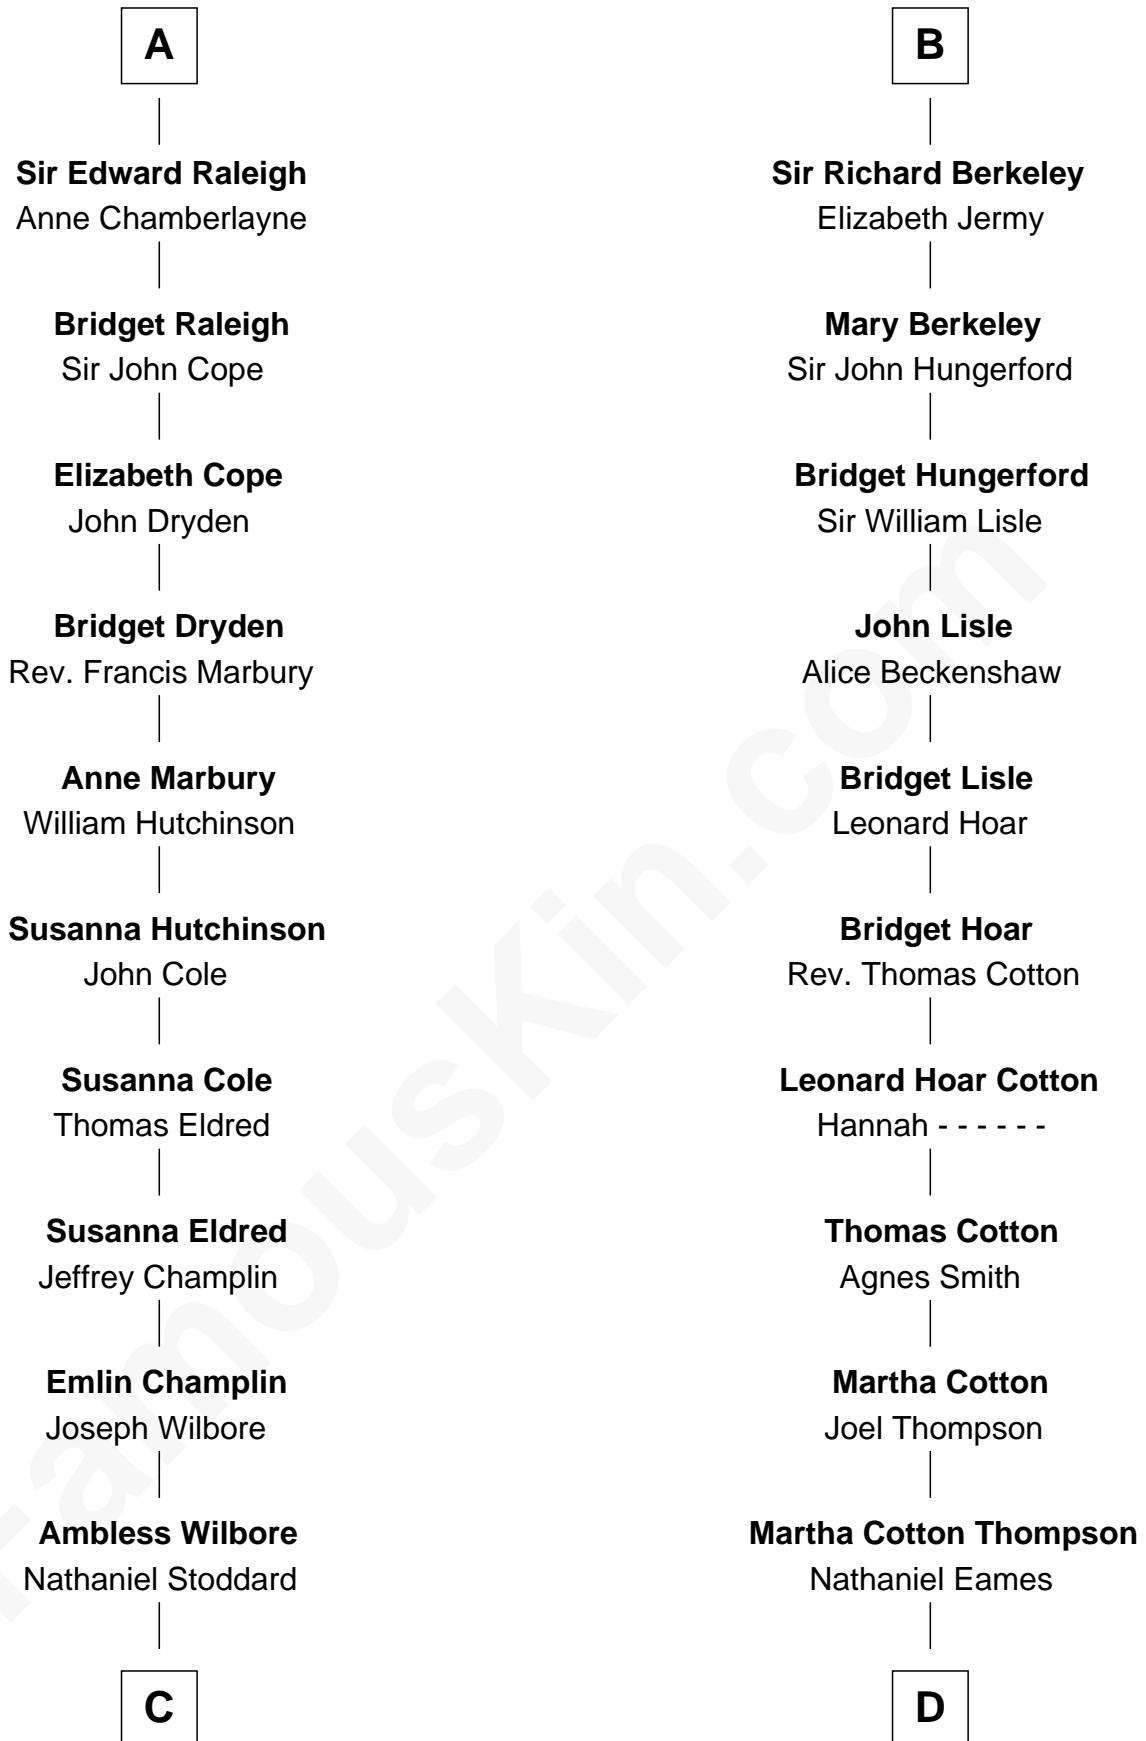 A
Sir Edward Raleigh
Anne Chamberlayne
Bridget Raleigh
Sir John Cope
Elizabeth Cope
John Dryden
Bridget Dryden
Rev. Francis Marbury
Anne Marbury
William Hutchinson
Susanna Hutchinson
John Cole
Susanna Cole
Thomas Eldred
Susanna Eldred
Jeffrey Champlin
Emlin Champlin
Joseph Wilbore
Ambless Wilbore
Nathaniel Stoddard
C
B
Sir Richard Berkeley
Elizabeth Jermy
Mary Berkeley
Sir John Hungerford
Bridget Hungerford
Sir William Lisle
John Lisle
Alice Beckenshaw
Bridget Lisle
Leonard Hoar
Bridget Hoar
Rev. Thomas Cotton
Leonard Hoar Cotton
Hannah - - - - - -
Thomas Cotton
Agnes Smith
Martha Cotton
Joel Thompson
Martha Cotton Thompson
Nathaniel Eames
D
FamousKin.com